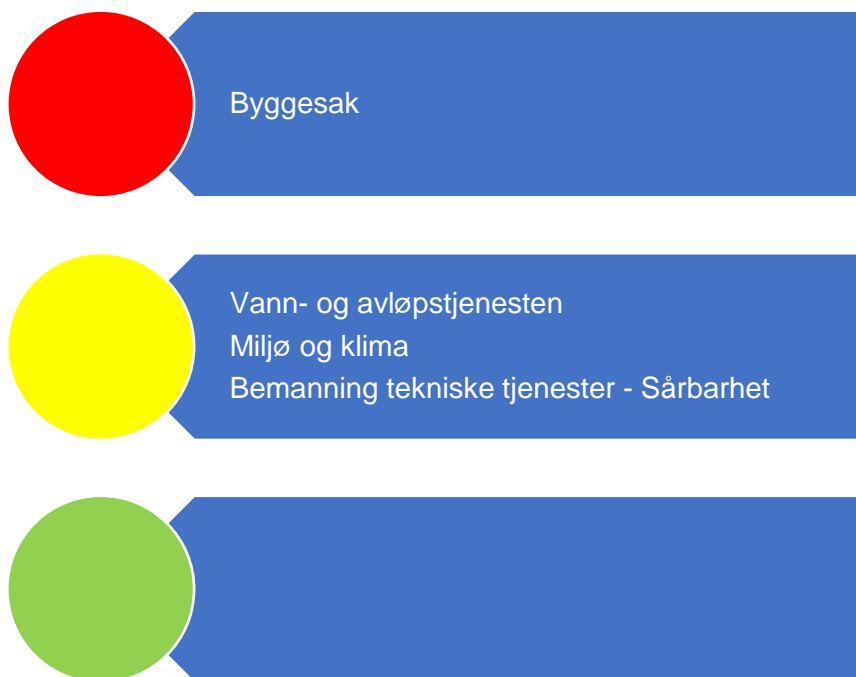 Byggesak
Vann- og avløpstjenesten
Miljø og klima
Bemanning tekniske tjenester - Sårbarhet